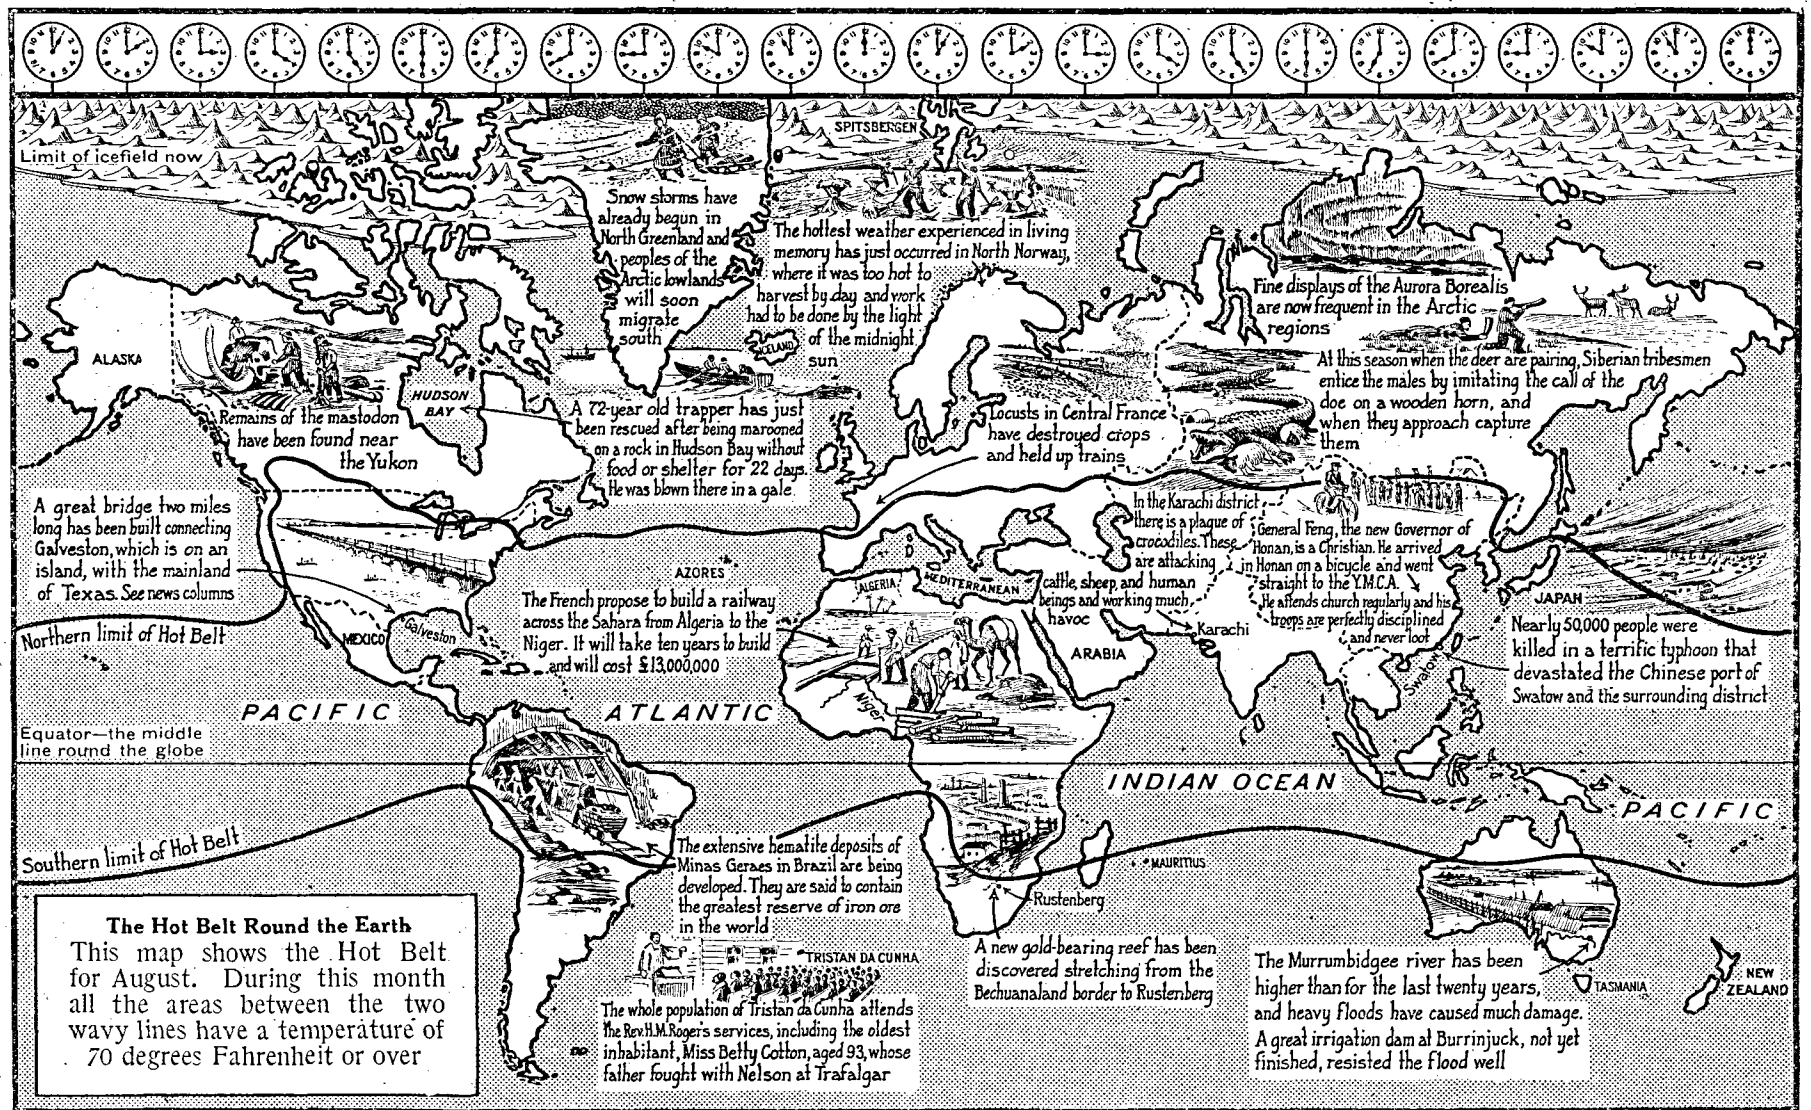 SPITSBERGEN
Limit of icefield now
Snow storms have
already begun in
North Greenland and
peoples of the
Arctic lowlands
will soon
migrate
south
The hottest weather experienced in living
memory has just occurred in North Norway,
where it was too hot to
harvest by day and work
had to be done by the light
of the midnight
sun
ICELAND
Fine displays of the Aurora Borealis
are now frequent in the Arctic
regions
At this season when the deer are pairing, Siberian tribesmen
entice the males by imitating the call of the
doe on a wooden horn, and
when they approach capture
them
ALASKA
HUDSON
BAY
Remains of the mastodon
have been found near
the Yukon
A 72-year old trapper has just
been rescued after being marooned
on a rock in Hudson Bay without
food or shelter for 22 days.
He was blown there in a gale
Locusts in Central France
have destroyed crops
and held up trains
A great bridge two miles
long has been built connecting
Galveston, which is on an
island, with the mainland
of Texas. See news columns
In the Karachi district
there is a plague of
crocodiles. These
are attacking
cattle, sheep, and human
beings and working much
havoc
General Feng, the new Governor of
Honan, is a Christian. He arrived
in Honan on a bicycle and went
straight to the Y.M.C.A.
He attends church regularly and his
troops are perfectly disciplined
and never loot
AZORES
ALGERIA
MEDITERRANEAN
The French propose to build a railway
across the Sahara from Algeria to the
Niger. It will take ten years to build
and will cost £13,000,000
JAPAN
Northern limit of Hot Belt
MEXICO
Galveston
Karachi
ARABIA
Nearly 50,000 people were
killed in a terrific typhoon that
devastated the Chinese port of
Swatow and the surrounding district
Swatow
Niger
PACIFIC
ATLANTIC
Equator—the middle
line round the globe
INDIAN OCEAN
PACIFIC
Southern limit of Hot Belt
The extensive hematite deposits of
Minas Geraes in Brazil are being
developed. They are said to contain
the greatest reserve of iron ore
in the world
MAURITIUS
Rustenberg
A new gold-bearing reef has been
discovered stretching from the
Bechuanaland border to Rustenberg
TRISTAN DA CUNHA
The whole population of Tristan da Cunha attends
the Rev. H.M. Roger's services, including the oldest
inhabitant, Miss Betty Cotton, aged 93, whose
father fought with Nelson at Trafalgar
The Murrumbidgee river has been
higher than for the last twenty years,
and heavy floods have caused much damage.
A great irrigation dam at Burrinjuck, not yet
finished, resisted the flood well
TASMANIA
NEW
ZEALAND
The Hot Belt Round the Earth
This map shows the Hot Belt
for August. During this month
all the areas between the two
wavy lines have a temperature of
70 degrees Fahrenheit or over